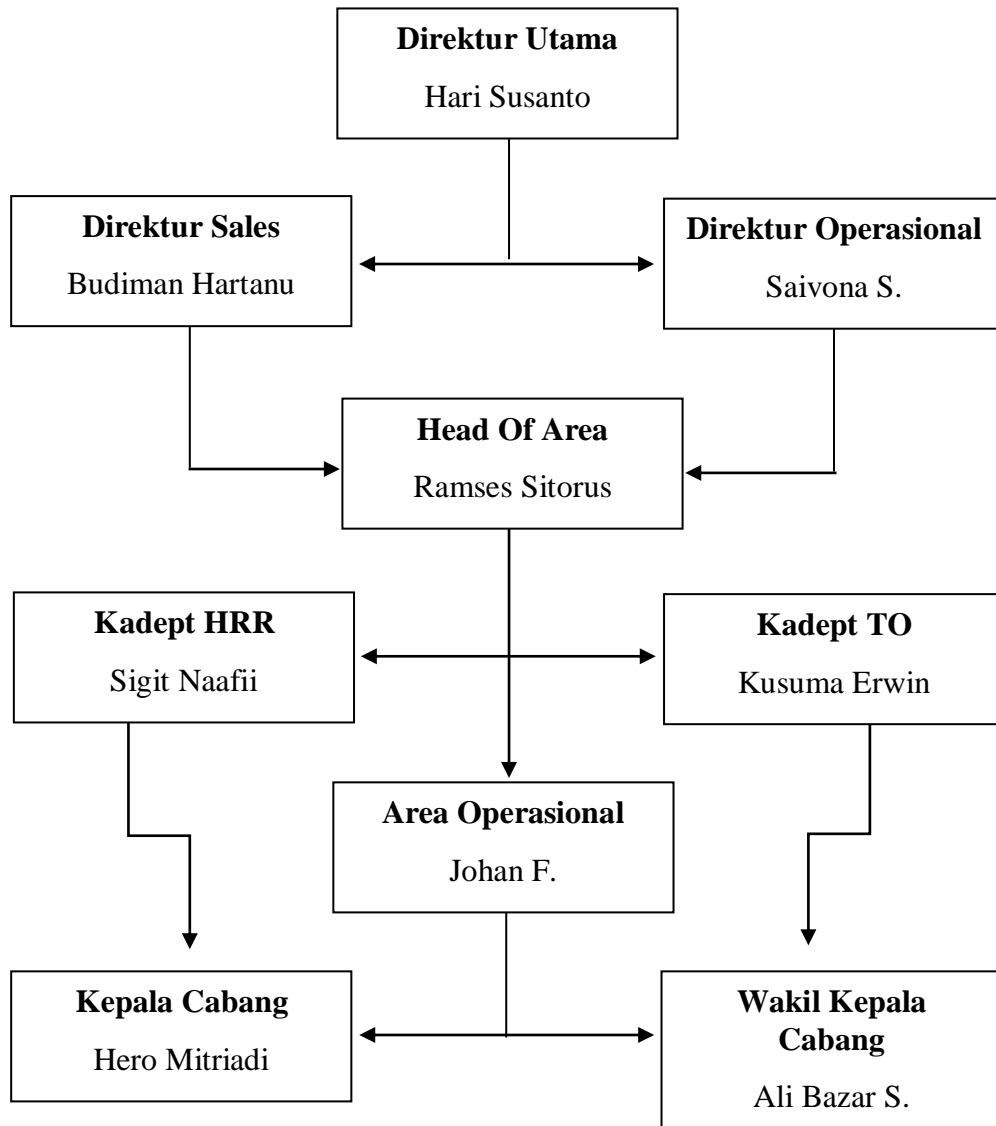 Direktur Utama
Hari Susanto
Direktur Sales
Budiman Hartanu
Direktur Operasional
Saivona S.
Head Of Area
Ramses Sitorus
Kadept HRR
Sigit Naafii
Kadept TO
Kusuma Erwin
Area Operasional
Johan F.
Kepala Cabang
Hero Mitriadi
Wakil Kepala
Cabang
Ali Bazar S.